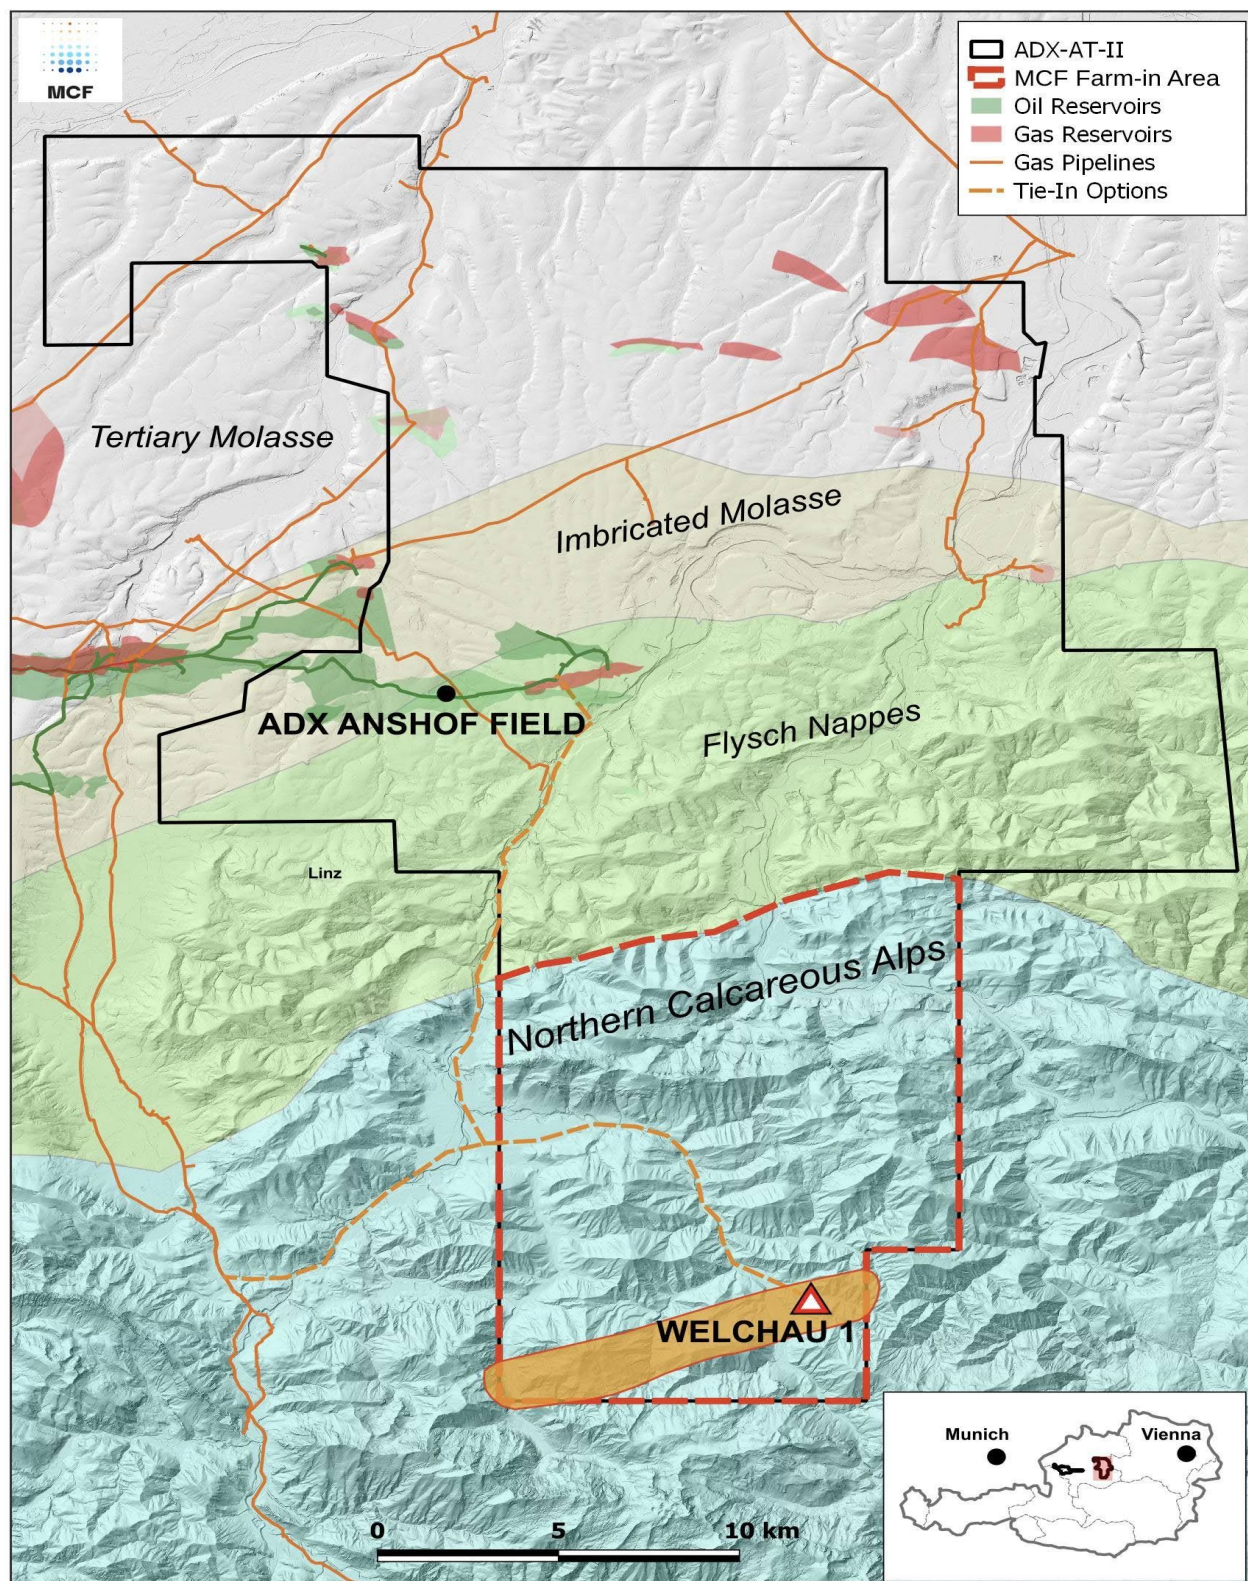 MCF
ADX-AT-II
MCF Farm-in Area
Oil Reservoirs
Gas Reservoirs
Gas Pipelines
Tie-In Options
Tertiary Molasse
Imbricated Molasse
ADX ANSHOF FIELD
Flysch Nappes
Linz
Northern Calcareous Alps
WELCHAU 1
Munich
Vienna
0 5 10 km